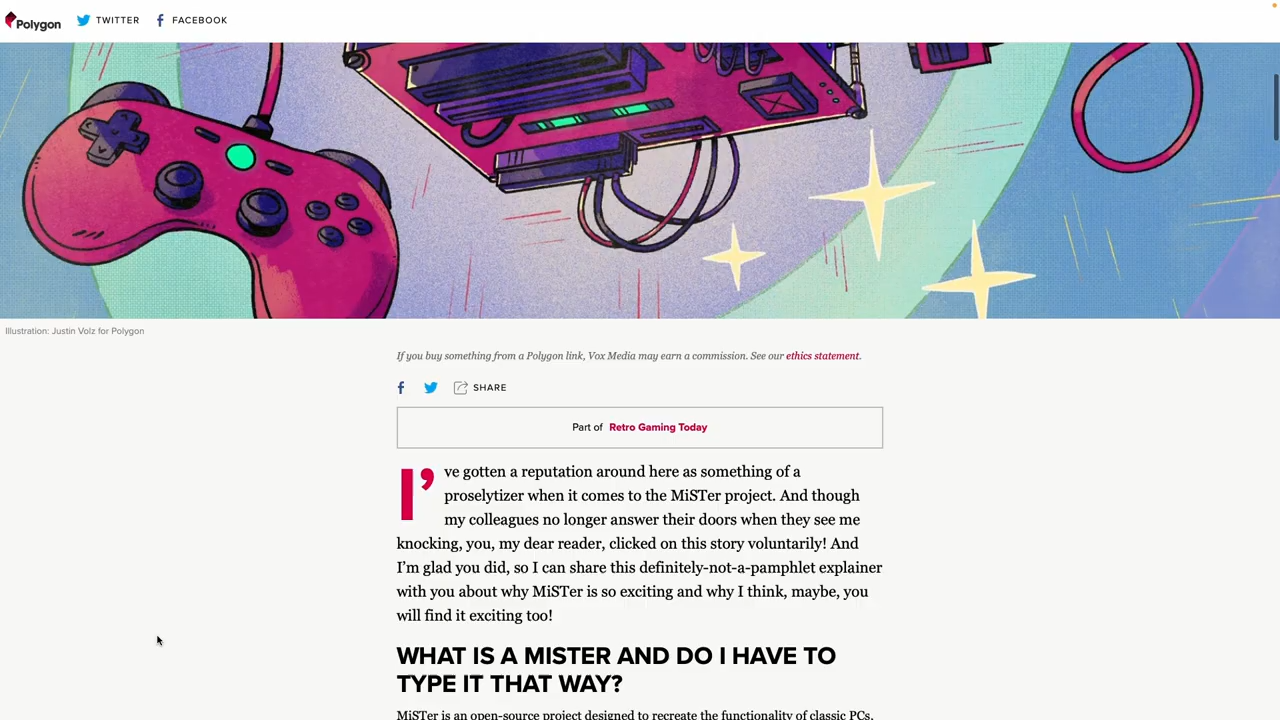 Polygon TWITTER FACEBOOK
Illustration: Justin Volz for Polygon
If you buy something from a Polygon link, Vox Media may earn a commission. See our ethics statement.
SHARE
Part of Retro Gaming Today
I’ve gotten a reputation around here as something of a
proselytizer when it comes to the MiSTer project. And though
my colleagues no longer answer their doors when they see me
knocking, you, my dear reader, clicked on this story voluntarily! And
I’m glad you did, so I can share this definitely-not-a-pamphlet explainer
with you about why MiSTer is so exciting and why I think, maybe, you
will find it exciting too!
WHAT IS A MISTER AND DO I HAVE TO
TYPE IT THAT WAY?
MiSTer is an open-source project designed to recreate the functionality of classic PCs,